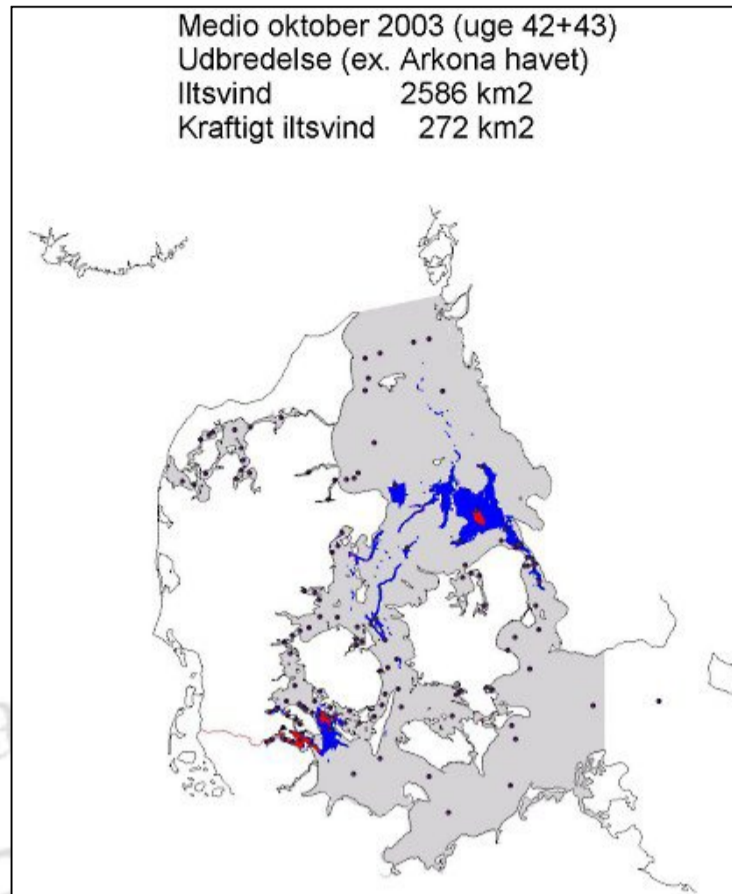 Medio oktober 2003 (uge 42+43)
Udbredelse (ex. Arkona havet)
Iltsvind 2586 km2
Kraftigt iltsvind 272 km2